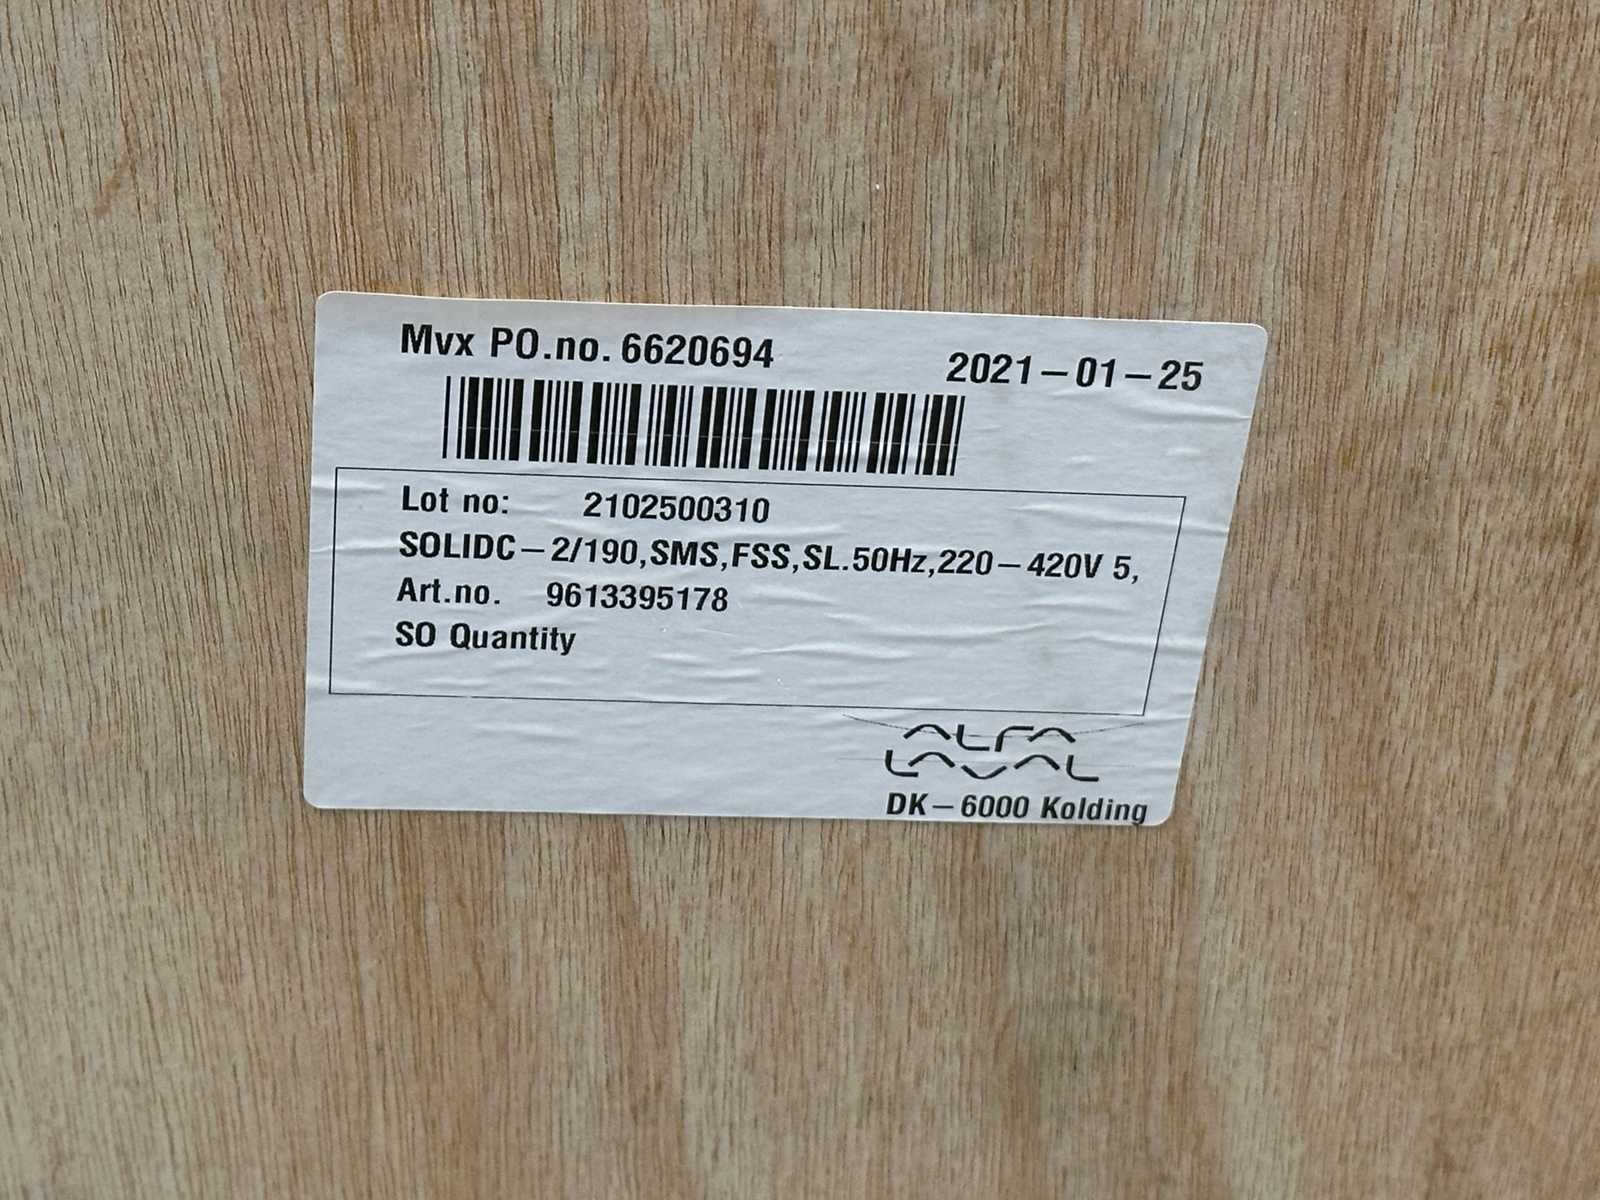 Mvx PO.no. 6620694
2021-01-25
Lot no: 2102500310
SOLIDC-2/190,SMS,FSS,SL.50Hz,220-420V 5,
Art.no. 9613395178
SO Quantity
ALFA
LAVAL
DK-6000 Kolding